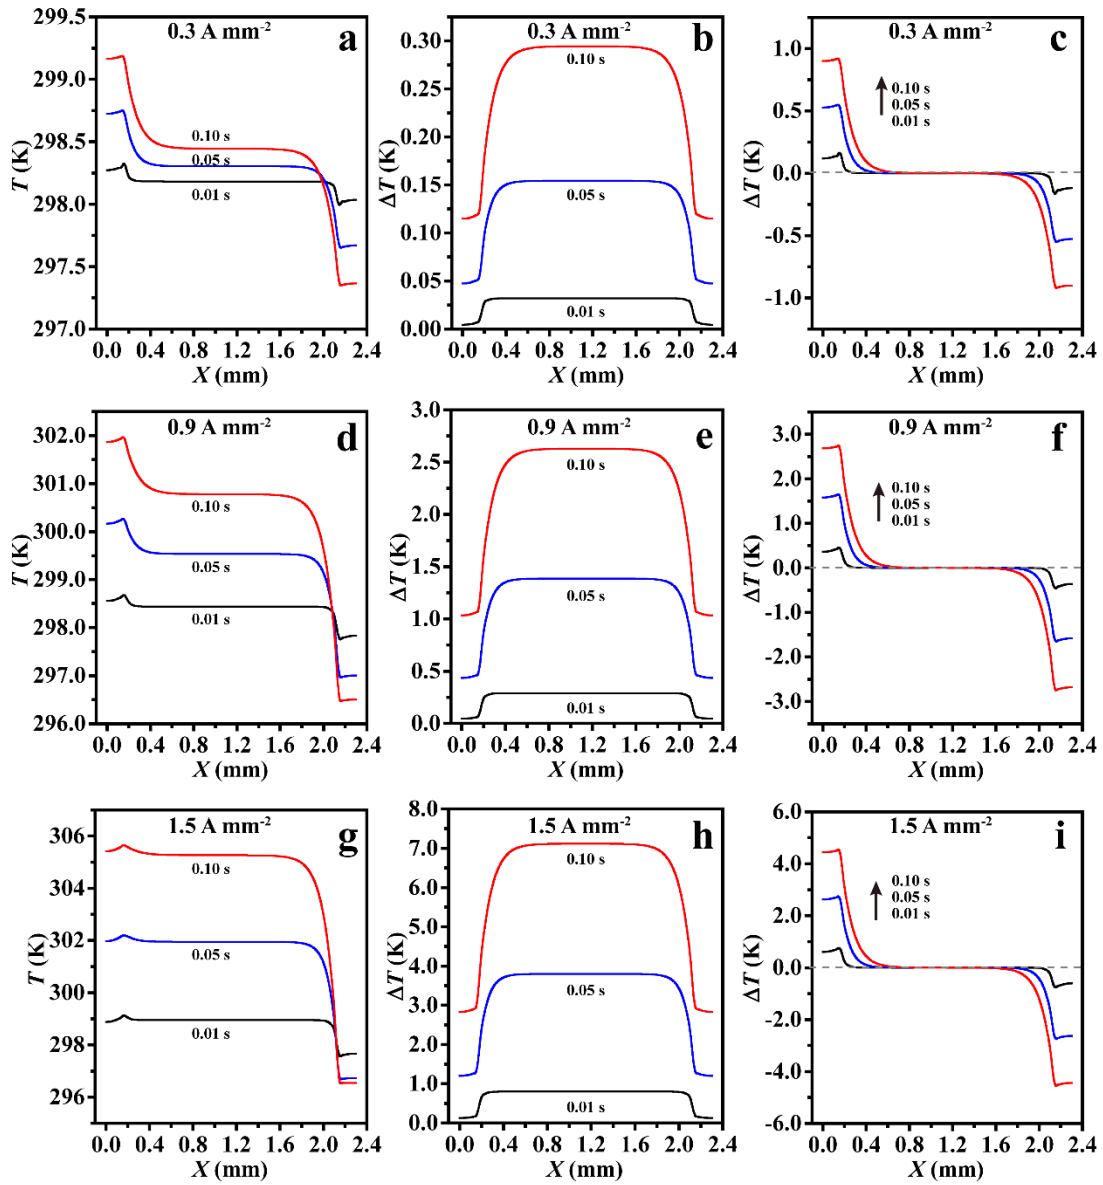 299.5
299.0
298.5
298.0
297.5
297.0
T (K)
0.3 A mm-2
a
0.10 s
0.05 s
0.01 s
0.0 0.4 0.8 1.2 1.6 2.0 2.4
X (mm)
0.30
0.25
0.20
0.15
0.10
0.05
0.00
ΔT (K)
0.3 A mm-2
b
0.10 s
0.05 s
0.01 s
0.0 0.4 0.8 1.2 1.6 2.0 2.4
X (mm)
1.0
0.5
0.0
-0.5
-1.0
ΔT (K)
0.3 A mm-2
c
0.10 s
0.05 s
0.01 s
0.0 0.4 0.8 1.2 1.6 2.0 2.4
X (mm)
302.0
301.0
300.0
299.0
298.0
297.0
296.0
T (K)
0.9 A mm-2
d
0.10 s
0.05 s
0.01 s
0.0 0.4 0.8 1.2 1.6 2.0 2.4
X (mm)
3.0
2.5
2.0
1.5
1.0
0.5
0.0
ΔT (K)
0.9 A mm-2
e
0.10 s
0.05 s
0.01 s
0.0 0.4 0.8 1.2 1.6 2.0 2.4
X (mm)
3.0
2.0
1.0
0.0
-1.0
-2.0
-3.0
ΔT (K)
0.9 A mm-2
f
0.10 s
0.05 s
0.01 s
0.0 0.4 0.8 1.2 1.6 2.0 2.4
X (mm)
306
304
302
300
298
296
T (K)
1.5 A mm-2
g
0.10 s
0.05 s
0.01 s
0.0 0.4 0.8 1.2 1.6 2.0 2.4
X (mm)
8.0
7.0
6.0
5.0
4.0
3.0
2.0
1.0
0.0
ΔT (K)
1.5 A mm-2
h
0.10 s
0.05 s
0.01 s
0.0 0.4 0.8 1.2 1.6 2.0 2.4
X (mm)
6.0
4.0
2.0
0.0
-2.0
-4.0
-6.0
ΔT (K)
1.5 A mm-2
i
0.10 s
0.05 s
0.01 s
0.0 0.4 0.8 1.2 1.6 2.0 2.4
X (mm)